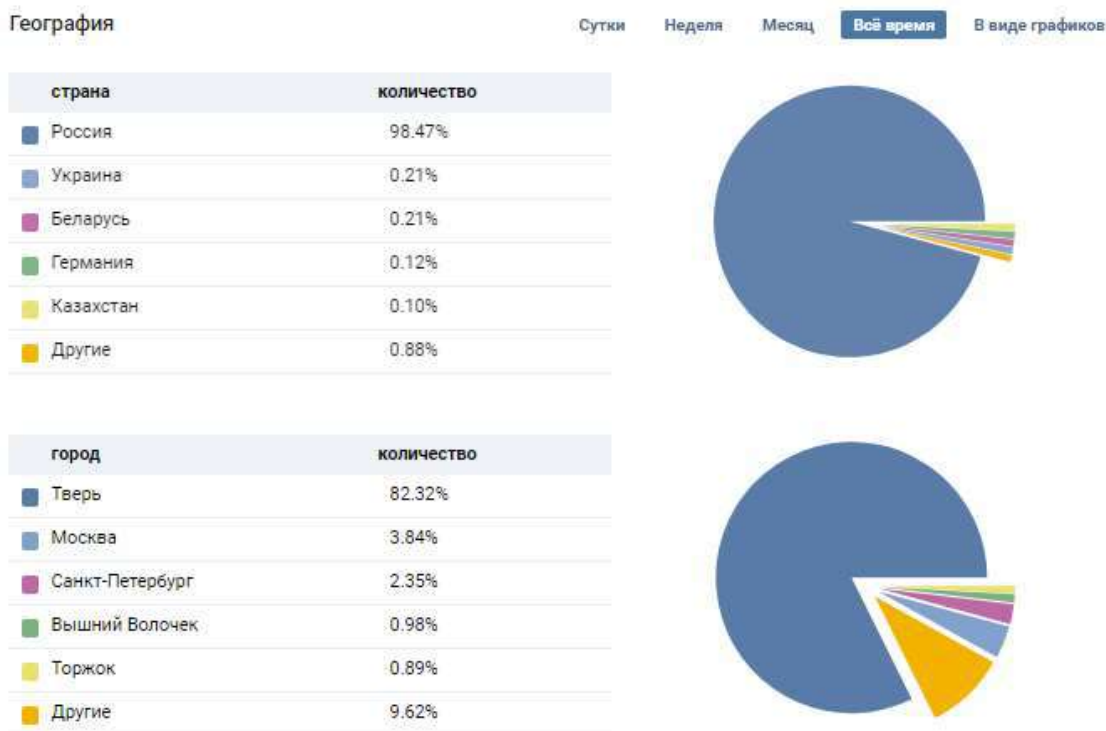 География Сутки Неделя Месяц Всё время В виде графиков
страна количество
Россия 98.47%
Украина 0.21%
Беларусь 0.21%
Германия 0.12%
Казахстан 0.10%
Другие 0.88%
город количество
Тверь 82.32%
Москва 3.84%
Санкт-Петербург 2.35%
Вышний Волочек 0.98%
Торжок 0.89%
Другие 9.62%